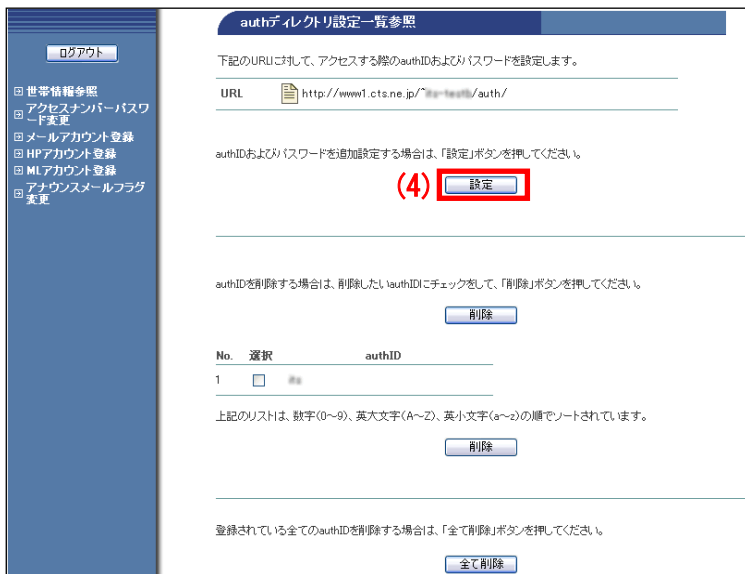 authディレクトリ設定一覧参照
ログアウト
世帯情報参照
アクセスナンバーパスワ
ード変更
メールアカウント登録
HPアカウント登録
MLアカウント登録
アナウンスメールフラグ
変更
下記のURLに対して、アクセスする際のauthIDおよびパスワードを設定します。
URL http://www1.cts.ne.jp/~ /auth/
authIDおよびパスワードを追加設定する場合は、「設定」ボタンを押してください。
(4) 設定
authIDを削除する場合は、削除したいauthIDにチェックをして、「削除」ボタンを押してください。
削除
No. 選択 authID
1
上記のリストは、数字(0～9)、英大文字(A～Z)、英小文字(a～z)の順でソートされています。
削除
登録されている全てのauthIDを削除する場合は、「全て削除」ボタンを押してください。
全て削除